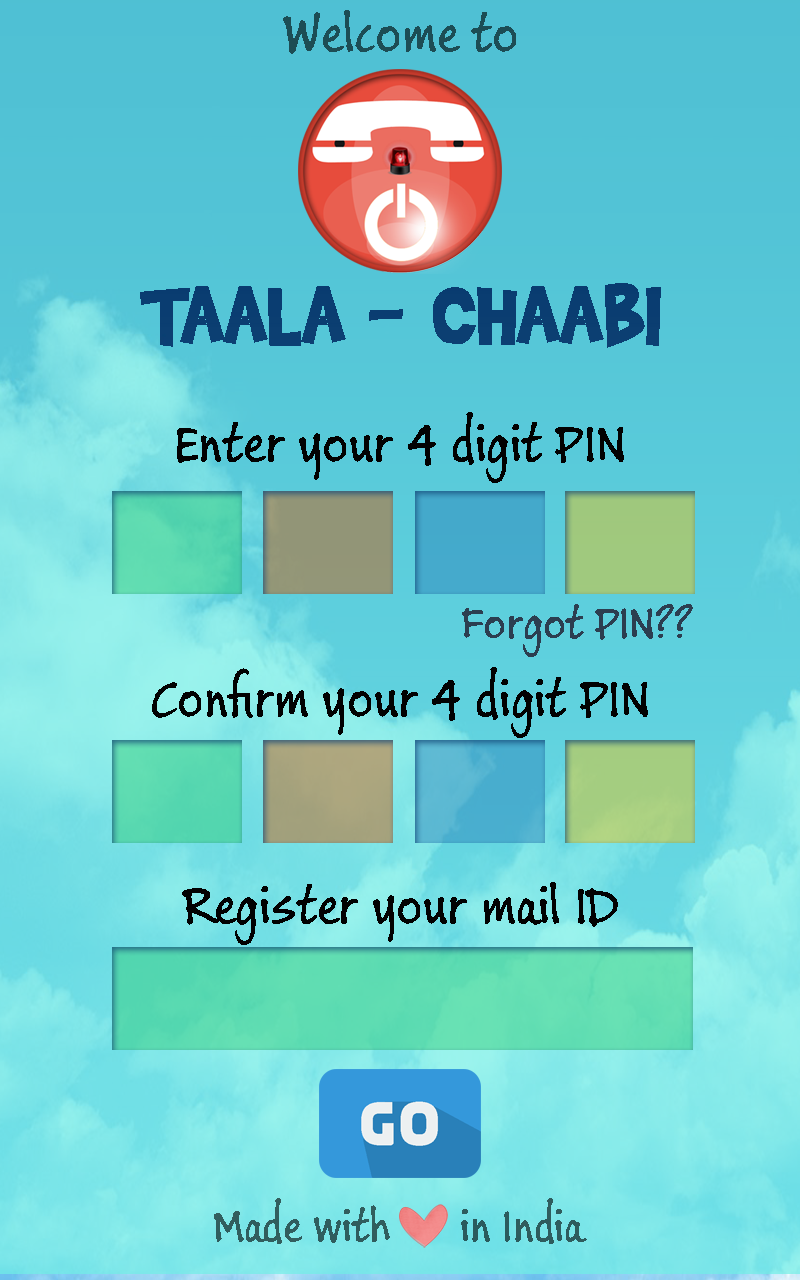 Welcome to
TAALA - CHAABI
Enter your 4 digit PIN
Forgot PIN??
Confirm your 4 digit PIN
Register your mail ID
GO
Made with ❤ in India